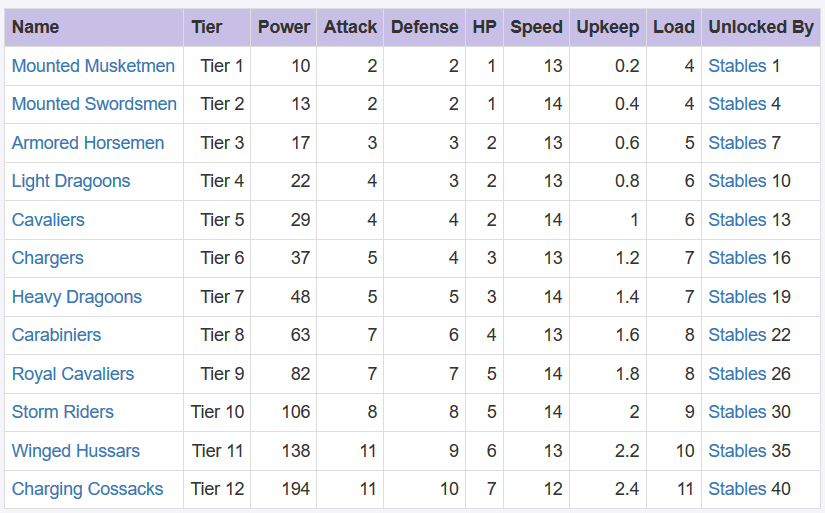 Name Tier Power Attack Defense HP Speed Upkeep Load Unlocked By
Mounted Musketmen Tier 1 10 2 2 1 13 0.2 4 Stables 1
Mounted Swordsmen Tier 2 13 2 2 1 14 0.4 4 Stables 4
Armored Horsemen Tier 3 17 3 3 2 13 0.6 5 Stables 7
Light Dragoons Tier 4 22 4 3 2 13 0.8 6 Stables 10
Cavaliers Tier 5 29 4 4 2 14 1 6 Stables 13
Chargers Tier 6 37 5 4 3 13 1.2 7 Stables 16
Heavy Dragoons Tier 7 48 5 5 3 14 1.4 7 Stables 19
Carabiniers Tier 8 63 7 6 4 13 1.6 8 Stables 22
Royal Cavaliers Tier 9 82 7 7 5 14 1.8 8 Stables 26
Storm Riders Tier 10 106 8 8 5 14 2 9 Stables 30
Winged Hussars Tier 11 138 11 9 6 13 2.2 10 Stables 35
Charging Cossacks Tier 12 194 11 10 7 12 2.4 11 Stables 40